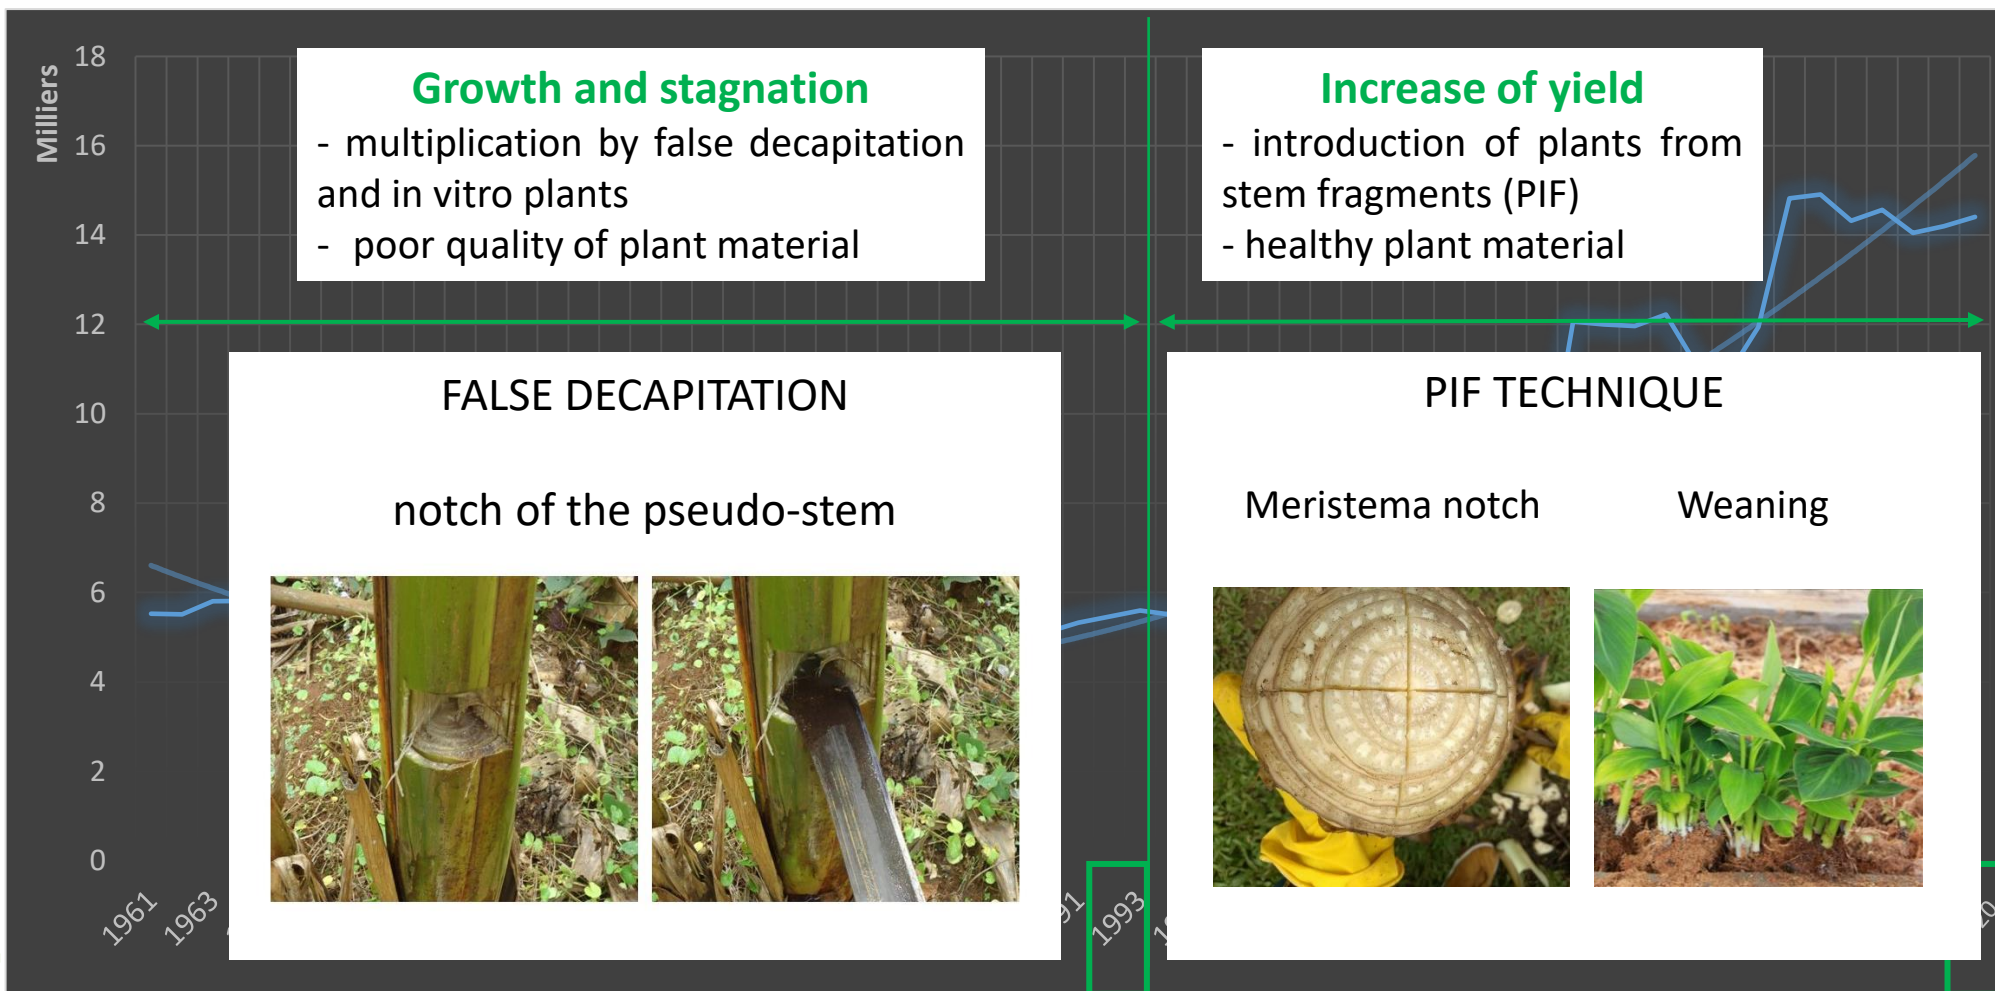 Milliers
18
16
14
12
10
8
6
4
2
0
1961
1963
1993
Growth and stagnation
- multiplication by false decapitation
and in vitro plants
- poor quality of plant material
Increase of yield
- introduction of plants from
stem fragments (PIF)
- healthy plant material
FALSE DECAPITATION
notch of the pseudo-stem
PIF TECHNIQUE
Meristema notch
Weaning